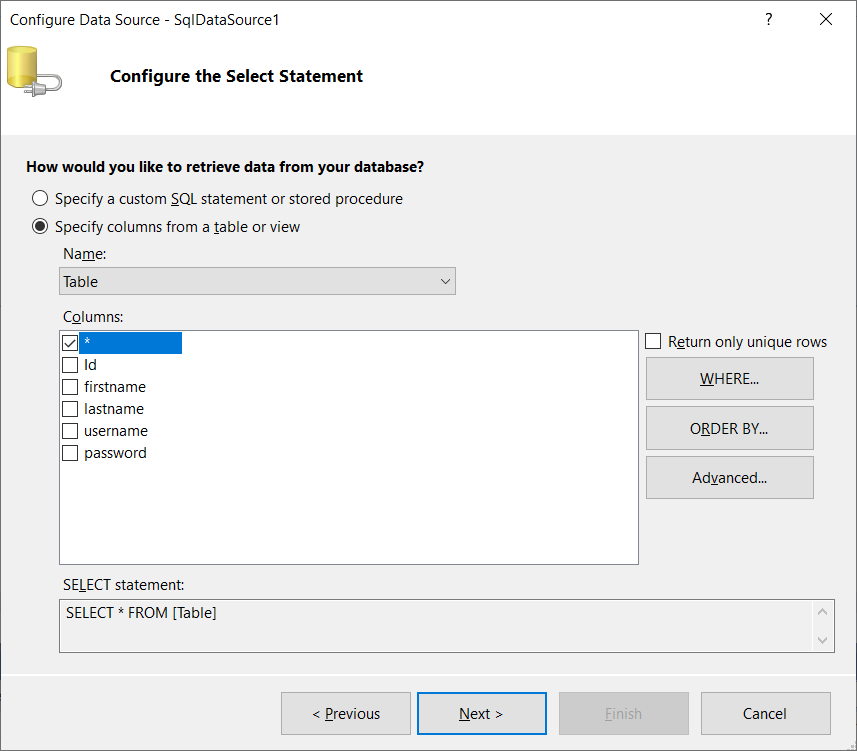 Configure Data Source - SqlDataSource1
?
Configure the Select Statement
How would you like to retrieve data from your database?
Specify a custom SQL statement or stored procedure
Specify columns from a table or view
Name:
Table
Columns:
*
Id
firstname
lastname
username
password
Return only unique rows
WHERE...
ORDER BY...
Advanced...
SELECT statement:
SELECT * FROM [Table]
< Previous
Next >
Finish
Cancel